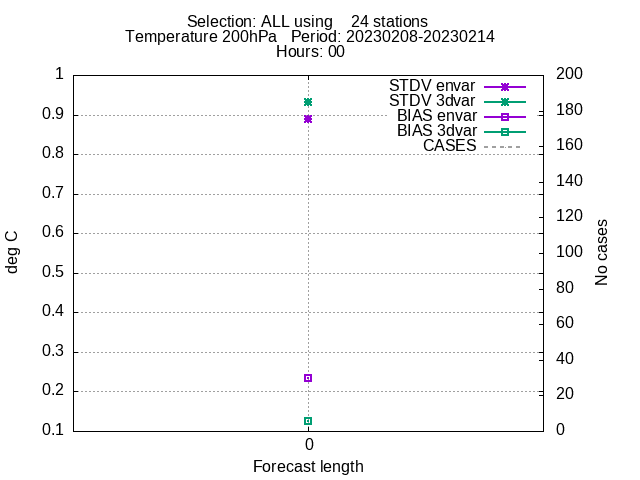 Selection: ALL using    24 stations
Temperature 200hPa   Period: 20230208-20230214
Hours: 00
STDV envar
STDV 3dvar
BIAS envar
BIAS 3dvar
CASES
1
0.9
0.8
0.7
0.6
0.5
0.4
0.3
0.2
0.1
200
180
160
140
120
100
80
60
40
20
0
deg C
No cases
0
Forecast length